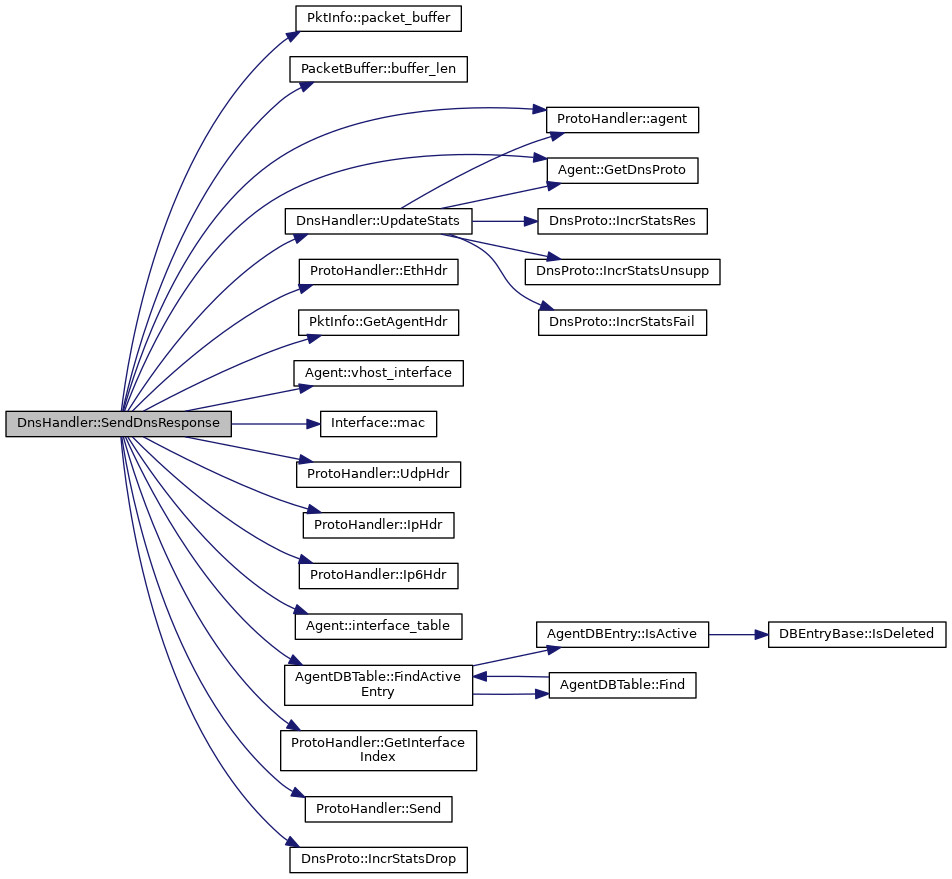 PktInfo::packet_buffer
PacketBuffer::buffer_len
ProtoHandler::agent
Agent::GetDnsProto
DnsHandler::UpdateStats
DnsProto::IncrStatsRes
ProtoHandler::EthHdr
DnsProto::IncrStatsUnsupp
PktInfo::GetAgentHdr
DnsProto::IncrStatsFail
Agent::vhost_interface
DnsHandler::SendDnsResponse
Interface::mac
ProtoHandler::UdpHdr
ProtoHandler::IpHdr
ProtoHandler::Ip6Hdr
Agent::interface_table
AgentDBEntry::IsActive
DBEntryBase::IsDeleted
AgentDBTable::FindActive
Entry
AgentDBTable::Find
ProtoHandler::GetInterface
Index
ProtoHandler::Send
DnsProto::IncrStatsDrop